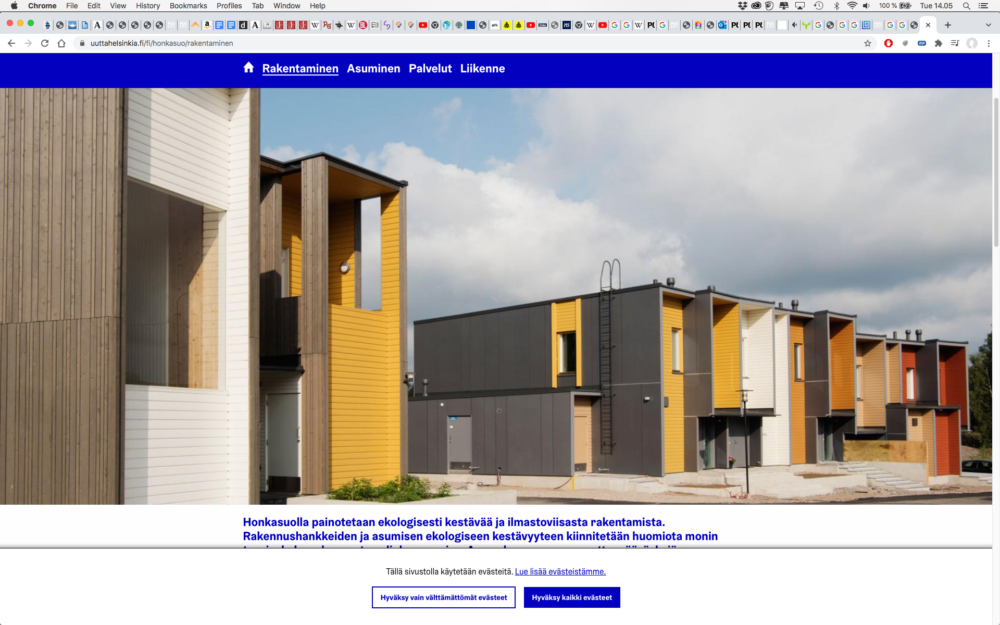 Chrome File Edit View History Bookmarks Profiles Tab Window Help 100 % Tue 14.05
uuttahelsinkia.fi/fi/honkasuo/rakentaminen
Rakentaminen Asuminen Palvelut Liikenne
Honkasuolla painotetaan ekologisesti kestävää ja ilmastoviisasta rakentamista.
Rakennushankkeiden ja asumisen ekologiseen kestävyyteen kiinnitetään huomiota monin
Tällä sivustolla käytetään evästeitä. Lue lisää evästeistämme.
Hyväksy vain välttämättömät evästeet Hyväksy kaikki evästeet